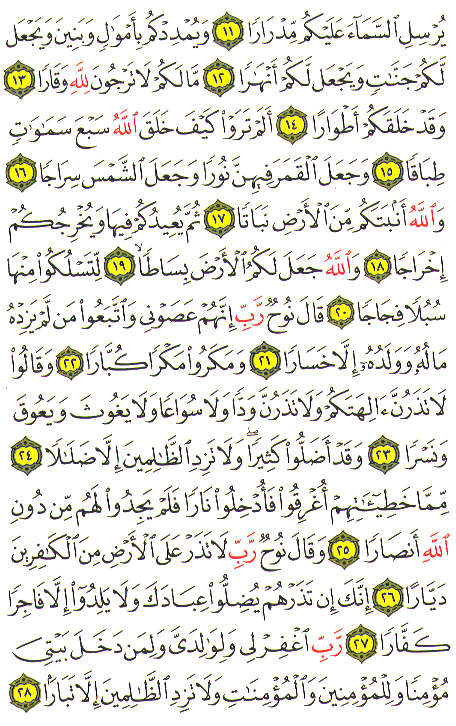 يُرْسِلِ ٱلسَّمَآءَ عَلَيْكُم مِّدْرَارًا ١١ وَيُمْدِدْكُم بِأَمْوَٰلٍ وَبَنِينَ وَيَجْعَل
لَّكُمْ جَنَّٰتٍ وَيَجْعَل لَّكُمْ أَنْهَٰرًا ١٢ مَّا لَكُمْ لَا تَرْجُونَ لِلَّهِ وَقَارًا ١٣
وَقَدْ خَلَقَكُمْ أَطْوَارًا ١٤ أَلَمْ تَرَوْا۟ كَيْفَ خَلَقَ ٱللَّهُ سَبْعَ سَمَٰوَٰتٍ
طِبَاقًا ١٥ وَجَعَلَ ٱلْقَمَرَ فِيهِنَّ نُورًا وَجَعَلَ ٱلشَّمْسَ سِرَاجًا ١٦
وَٱللَّهُ أَنۢبَتَكُم مِّنَ ٱلْأَرْضِ نَبَاتًا ١٧ ثُمَّ يُعِيدُكُمْ فِيهَا وَيُخْرِجُكُمْ
إِخْرَاجًا ١٨ وَٱللَّهُ جَعَلَ لَكُمُ ٱلْأَرْضَ بِسَاطًا ١٩ لِّتَسْلُكُوا۟ مِنْهَا
سُبُلًا فِجَاجًا ٢٠ قَالَ نُوحٌ رَّبِّ إِنَّهُمْ عَصَوْنِى وَٱتَّبَعُوا۟ مَن لَّمْ يَزِدْهُ
مَالُهُۥ وَوَلَدُهُۥٓ إِلَّا خَسَارًا ٢١ وَمَكَرُوا۟ مَكْرًا كُبَّارًا ٢٢ وَقَالُوا۟
لَا تَذَرُنَّ ءَالِهَتَكُمْ وَلَا تَذَرُنَّ وَدًّا وَلَا سُوَاعًا وَلَا يَغُوثَ وَيَعُوقَ
وَنَسْرًا ٢٣ وَقَدْ أَضَلُّوا۟ كَثِيرًا ۖ وَلَا تَزِدِ ٱلظَّٰلِمِينَ إِلَّا ضَلَٰلًا ٢٤
مِّمَّا خَطِيٓـَٰٔتِهِمْ أُغْرِقُوا۟ فَأُدْخِلُوا۟ نَارًا فَلَمْ يَجِدُوا۟ لَهُم مِّن دُونِ
ٱللَّهِ أَنصَارًا ٢٥ وَقَالَ نُوحٌ رَّبِّ لَا تَذَرْ عَلَى ٱلْأَرْضِ مِنَ ٱلْكَٰفِرِينَ
دَيَّارًا ٢٦ إِنَّكَ إِن تَذَرْهُمْ يُضِلُّوا۟ عِبَادَكَ وَلَا يَلِدُوٓا۟ إِلَّا فَاجِرًا
كَفَّارًا ٢٧ رَّبِّ ٱغْفِرْ لِى وَلِوَٰلِدَىَّ وَلِمَن دَخَلَ بَيْتِىَ
مُؤْمِنًا وَلِلْمُؤْمِنِينَ وَٱلْمُؤْمِنَٰتِ وَلَا تَزِدِ ٱلظَّٰلِمِينَ إِلَّا تَبَارًۢا ٢٨